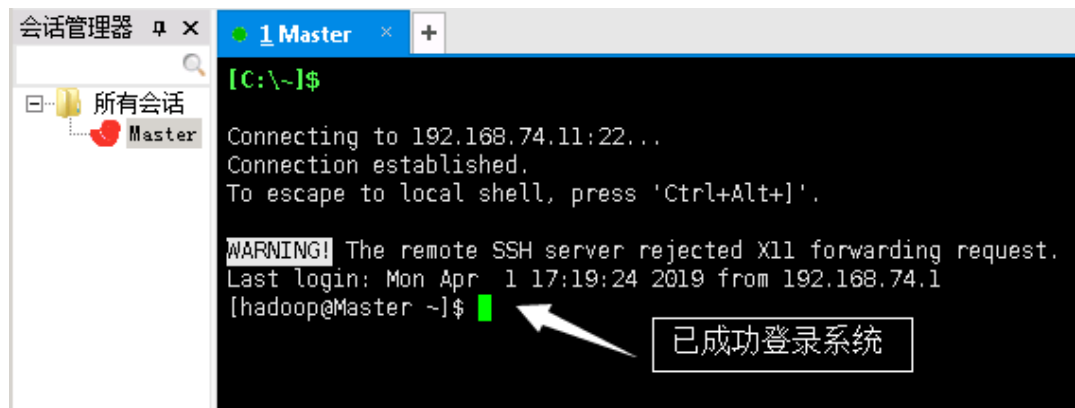 会话管理器
1 Master
+
[C:\~]$
所有会话
Master
Connecting to 192.168.74.11:22...
Connection established.
To escape to local shell, press 'Ctrl+Alt+]'.
WARNING! The remote SSH server rejected X11 forwarding request.
Last login: Mon Apr  1 17:19:24 2019 from 192.168.74.1
[hadoop@Master ~]$
已成功登录系统